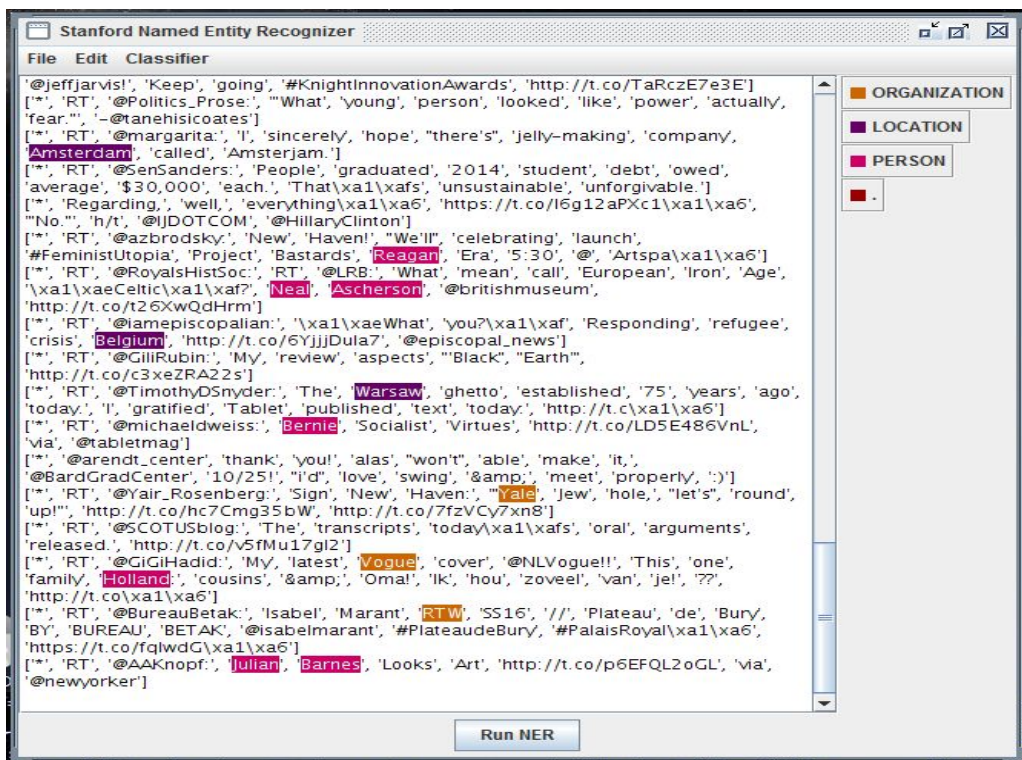 Stanford Named Entity Recognizer
File Edit Classifier
'@jeffjarvis!', 'Keep', 'going', '#KnightInnovationAwards', 'http://t.co/TaRczE7e3E']
['*', 'RT', '@Politics_Prose:', '"What', 'young', 'person', 'looked', 'like', 'power', 'actually',
'fear."', '-@tanehisicoates']
['*', 'RT', '@margarita:', 'I', 'sincerely', 'hope', "there's", 'jelly-making', 'company',
'Amsterdam', 'called', 'Amsterjam.']
['*', 'RT', '@SenSanders:', 'People', 'graduated', '2014', 'student', 'debt', 'owed',
'average', '$30,000', 'each.', 'That\xa1\xafs', 'unsustainable', 'unforgivable.']
['*', 'Regarding,', 'well,', 'everything\xa1\xa6', 'https://t.co/I6g12aPXc1\xa1\xa6',
'"No."', 'h/t', '@IJDOTCOM', '@HillaryClinton']
['*', 'RT', '@azbrodsky:', 'New', 'Haven!', "We'll", 'celebrating', 'launch',
'#FeministUtopia', 'Project', 'Bastards', 'Reagan', 'Era', '5:30', '@', 'Artspa\xa1\xa6']
['*', 'RT', '@RoyalsHistSoc:', 'RT', '@LRB:', 'What', 'mean', 'call', 'European', 'Iron', 'Age',
'\xa1\xaeCeltic\xa1\xaf?', 'Neal', 'Ascherson', '@britishmuseum',
'http://t.co/t26XwQdHrm']
['*', 'RT', '@iamepiscopalian:', '\xa1\xaeWhat', 'you?\xa1\xaf', 'Responding', 'refugee',
'crisis', 'Belgium', 'http://t.co/6YjjjDula7', '@episcopal_news']
['*', 'RT', '@GiliRubin:', 'My', 'review', 'aspects', "'Black", "Earth'",
'http://t.co/c3xeZRA22s']
['*', 'RT', '@TimothyDSnyder:', 'The', 'Warsaw', 'ghetto', 'established', '75', 'years', 'ago',
'today.', 'I', 'gratified', 'Tablet', 'published', 'text', 'today:', 'http://t.c\xa1\xa6']
['*', 'RT', '@michaeldweiss:', 'Bernie', 'Socialist', 'Virtues', 'http://t.co/LD5E486VnL',
'via', '@tabletmag']
['*', '@arendt_center', 'thank', 'you!', 'alas', "won't", 'able', 'make', 'it,',
'@BardGradCenter', '10/25!', "i'd", 'love', 'swing', '&amp;', 'meet', 'properly', ':)']
['*', 'RT', '@Yair_Rosenberg:', 'Sign', 'New', 'Haven:', '"Yale', 'Jew', 'hole,', "let's", 'round',
'up!"', 'http://t.co/hc7Cmg35bW', 'http://t.co/7fzVCy7xn8']
['*', 'RT', '@SCOTUSblog:', 'The', 'transcripts', 'today\xa1\xafs', 'oral', 'arguments',
'released.', 'http://t.co/v5fMu17gl2']
['*', 'RT', '@GiGiHadid:', 'My', 'latest', 'Vogue', 'cover', '@NLVogue!!', 'This', 'one',
'family', 'Holland:', 'cousins', '&amp;', 'Oma!', 'Ik', 'hou', 'zoveel', 'van', 'je!', '??',
'http://t.co\xa1\xa6']
['*', 'RT', '@BureauBetak:', 'Isabel', 'Marant', 'RTW', 'SS16', '//', 'Plateau', 'de', 'Bury',
'BY', 'BUREAU', 'BETAK', '@isabelmarant', '#PlateaudeBury', '#PalaisRoyal\xa1\xa6',
'https://t.co/fqlwdG\xa1\xa6']
['*', 'RT', '@AAKnopf:', 'Julian', 'Barnes', 'Looks', 'Art', 'http://t.co/p6EFQL2oGL', 'via',
'@newyorker']
ORGANIZATION
LOCATION
PERSON
.
Run NER